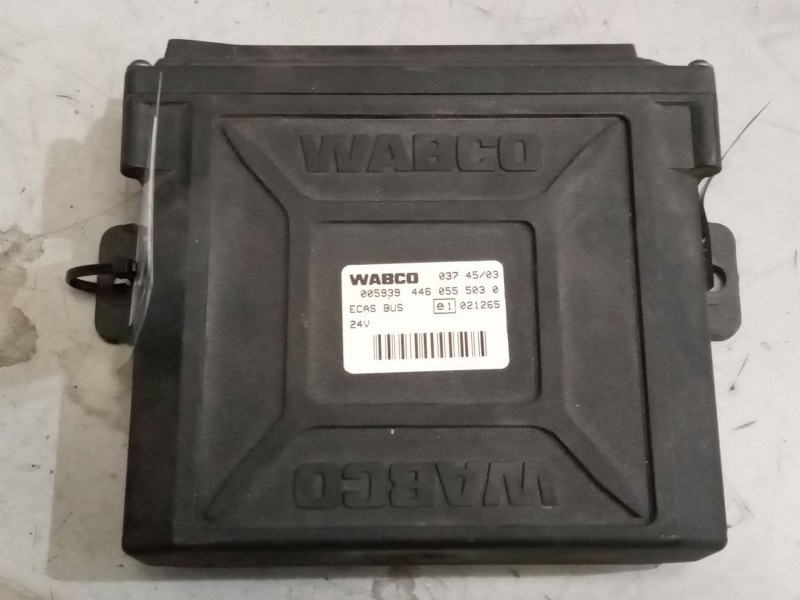 WABCO
WABCO 037 45/03
005939 446 055 503 0
ECAS BUS e1 021265
24V
WABCO